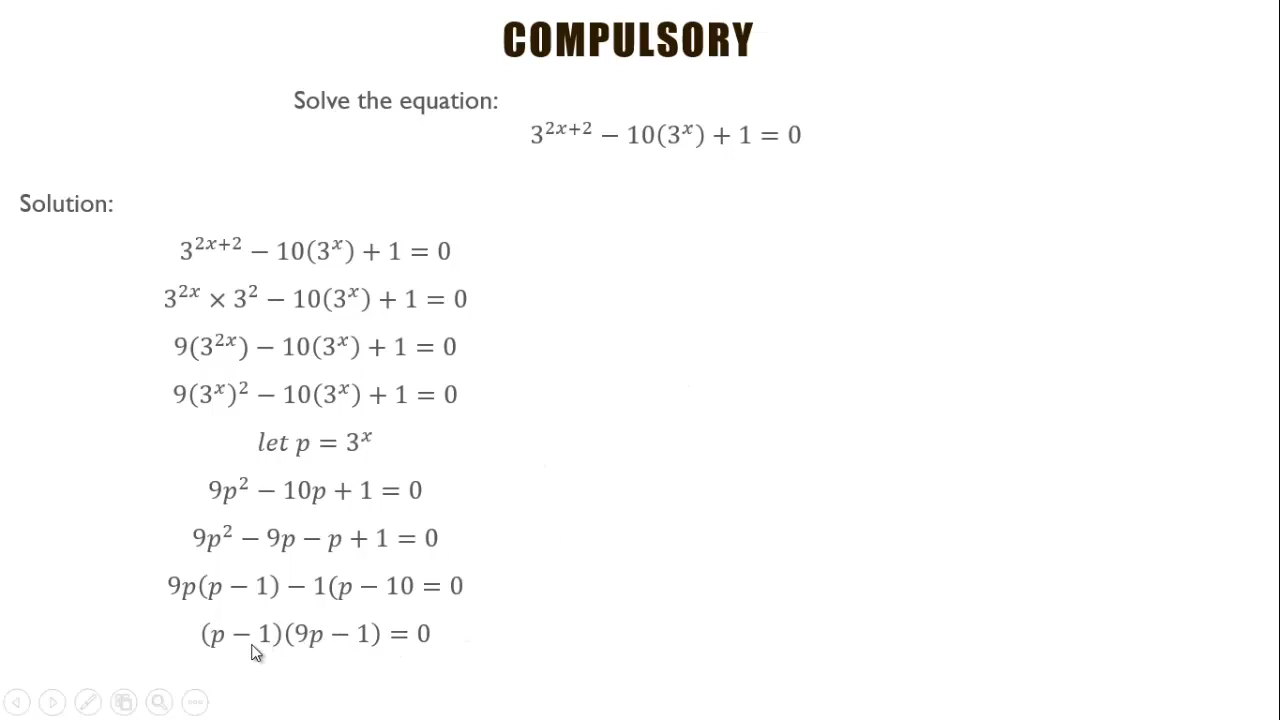 COMPULSORY
Solve the equation:
3^{2x+2} − 10(3^x) + 1 = 0
Solution:
3^{2x+2} − 10(3^x) + 1 = 0
3^{2x} × 3^2 − 10(3^x) + 1 = 0
9(3^{2x}) − 10(3^x) + 1 = 0
9(3^x)^2 − 10(3^x) + 1 = 0
let p = 3^x
9p^2 − 10p + 1 = 0
9p^2 − 9p − p + 1 = 0
9p(p − 1) − 1(p − 10 = 0
(p − 1)(9p − 1) = 0